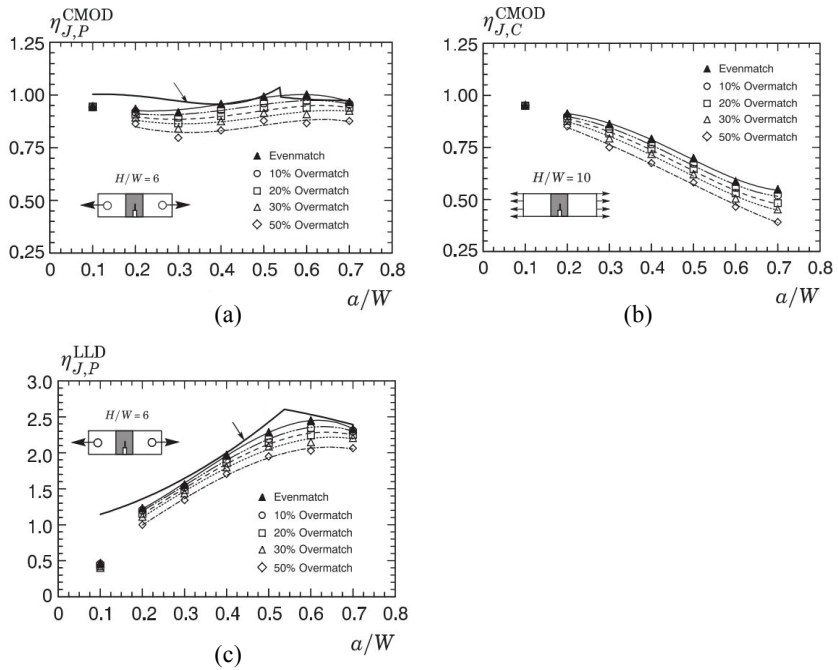 η_{J,P}^{CMOD}
1.25
1.00
0.75
0.50
0.25
H/W = 6
Evenmatch
10% Overmatch
20% Overmatch
30% Overmatch
50% Overmatch
0 0.1 0.2 0.3 0.4 0.5 0.6 0.7 0.8
a/W
(a)
η_{J,C}^{CMOD}
1.25
1.00
0.75
0.50
0.25
Evenmatch
10% Overmatch
20% Overmatch
30% Overmatch
50% Overmatch
H/W = 10
0 0.1 0.2 0.3 0.4 0.5 0.6 0.7 0.8
a/W
(b)
η_{J,P}^{LLD}
3.0
2.5
2.0
1.5
1.0
0.5
0
H/W = 6
Evenmatch
10% Overmatch
20% Overmatch
30% Overmatch
50% Overmatch
0 0.1 0.2 0.3 0.4 0.5 0.6 0.7 0.8
a/W
(c)